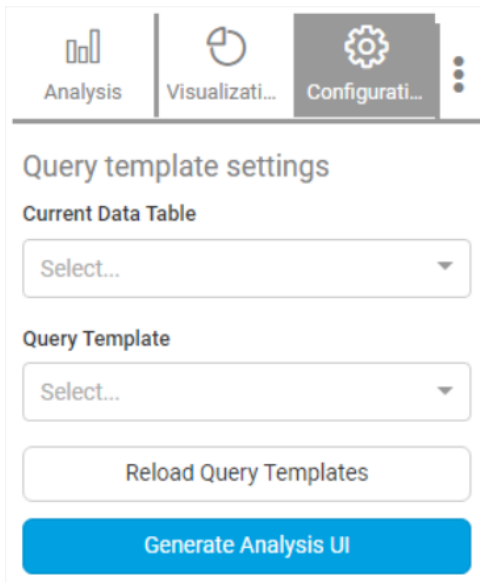 Analysis
Visualizati...
Configurati...
Query template settings
Current Data Table
Select...
Query Template
Select...
Reload Query Templates
Generate Analysis UI